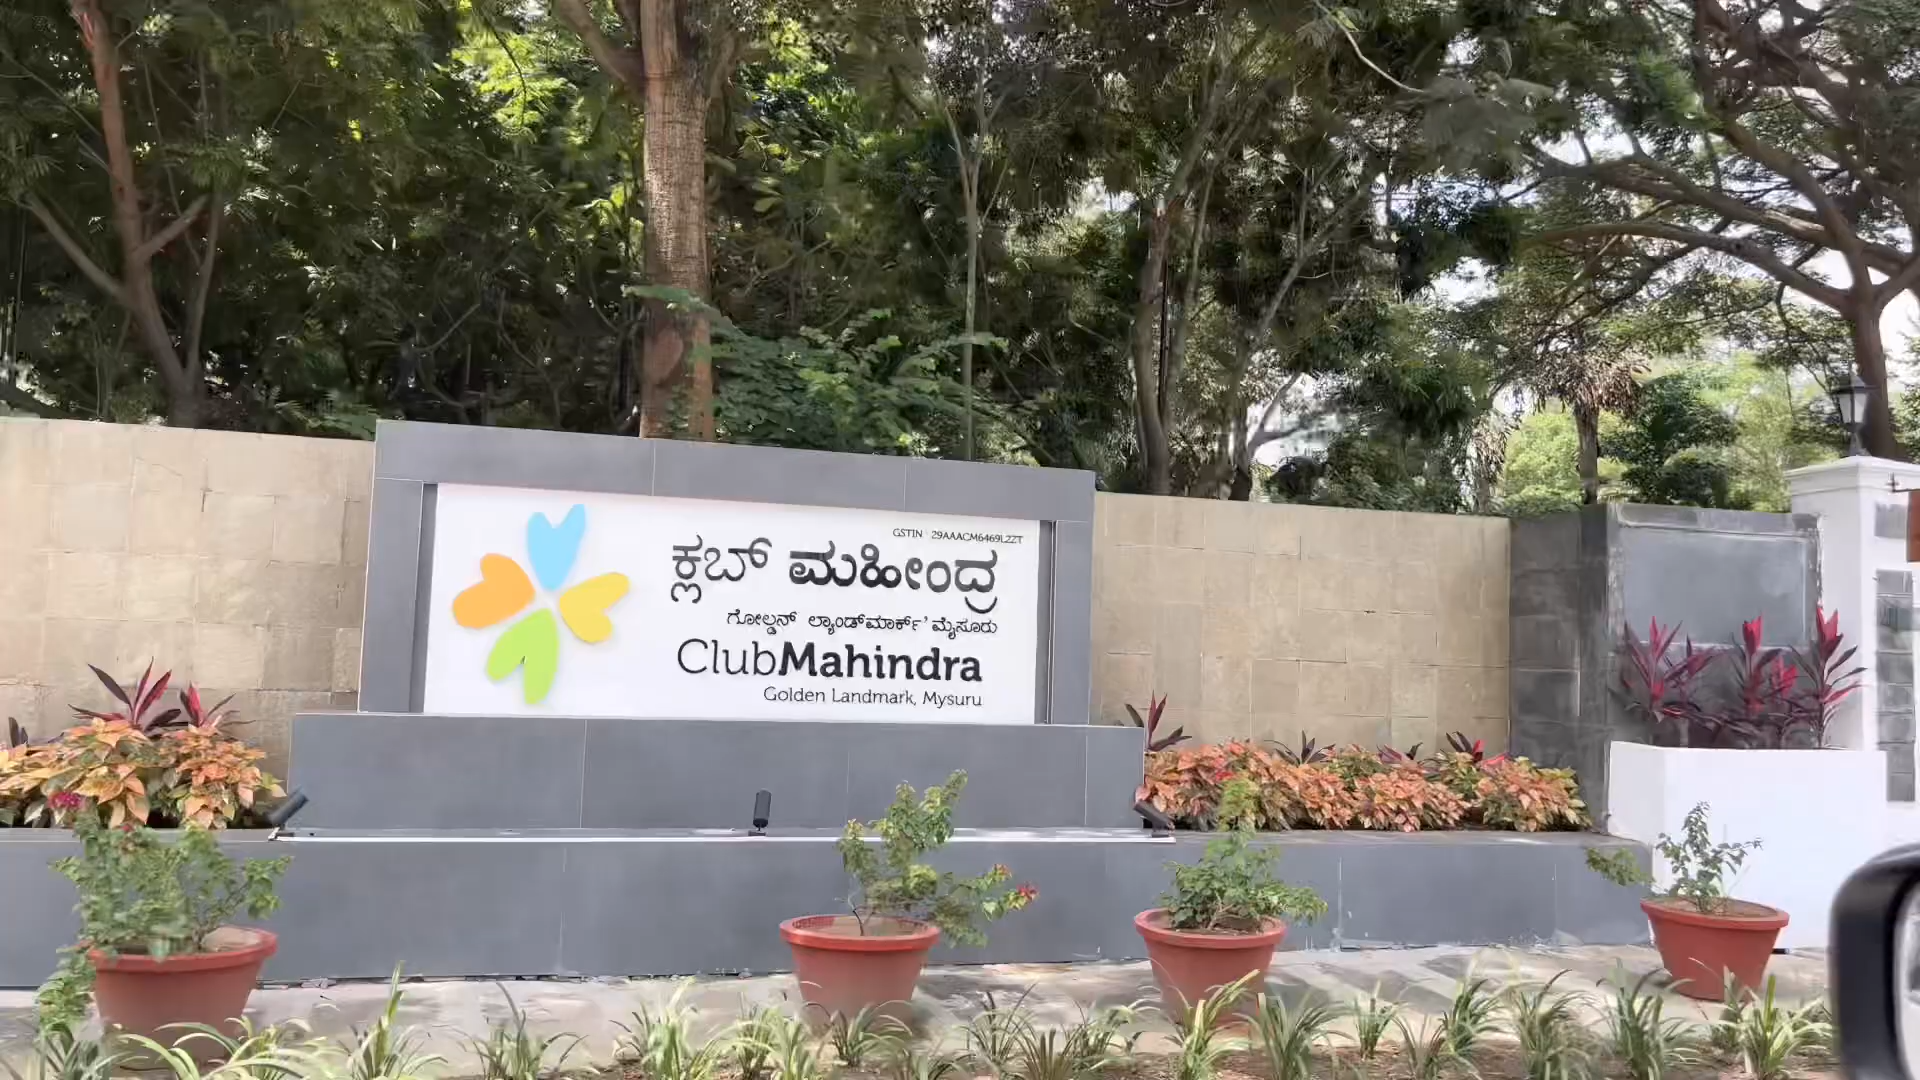 GSTIN : 29AAACM6469L2ZT
ಕ್ಲಬ್ ಮಹೀಂದ್ರ
ಗೋಲ್ಡನ್ ಲ್ಯಾಂಡ್‌ಮಾರ್ಕ್' ಮೈಸೂರು
ClubMahindra
Golden Landmark, Mysuru